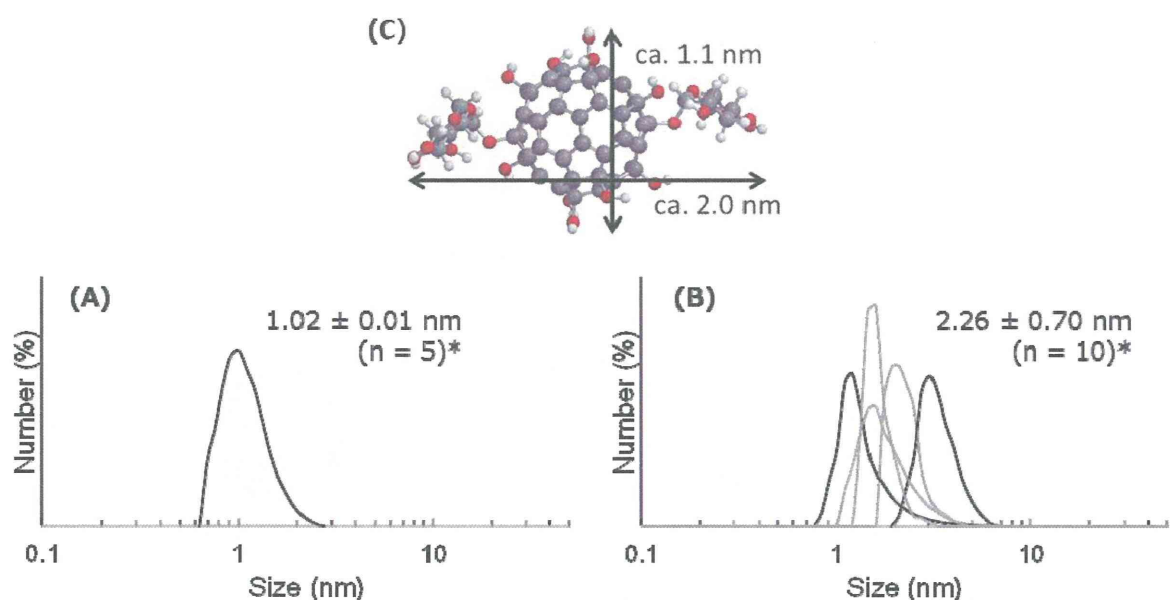 (C)
ca. 1.1 nm
ca. 2.0 nm
(A)
1.02 ± 0.01 nm
(n = 5)*
Number (%)
0.1
1
10
Size (nm)
(B)
2.26 ± 0.70 nm
(n = 10)*
Number (%)
0.1
1
10
Size (nm)